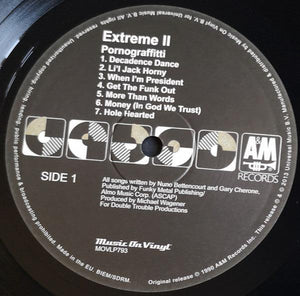 Extreme II
Pornograffitti
1. Decadence Dance
2. Li'l Jack Horny
3. When I'm President
4. Get The Funk Out
5. More Than Words
6. Money (In God We Trust)
7. Hole Hearted
A&M
RECORDS
SIDE 1
All songs written by Nuno Bettencourt and Gary Cherone.
Published by Funky Metal Publishing/
Almo Music Corp. (ASCAP)
Produced by Michael Wagener
For Double Trouble Productions
Music On Vinyl
MOVLP793
Made in the EU. BIEM/SDRM.
Original release © 1990 A&M Records Inc.